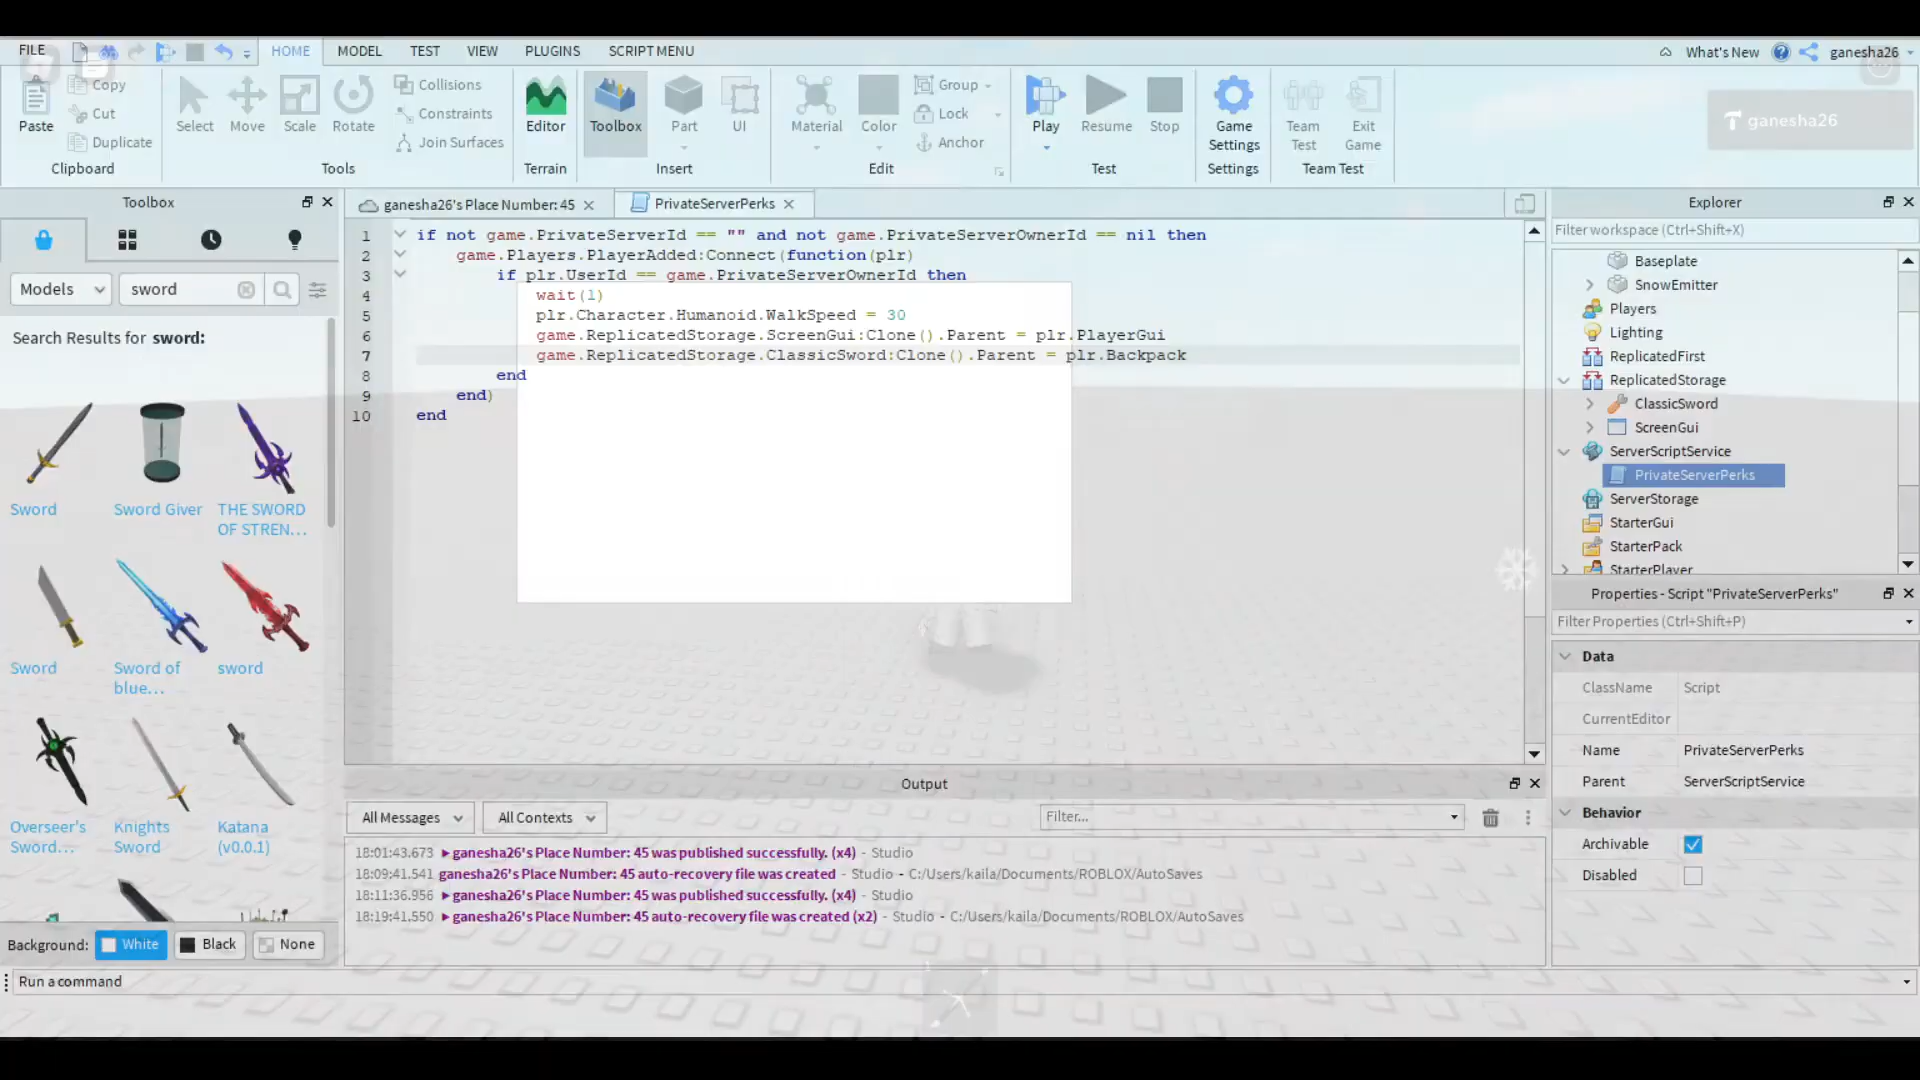 FILE
HOME
MODEL
TEST
VIEW
PLUGINS
SCRIPT MENU
What's New
ganesha26
Paste
Copy
Cut
Duplicate
Clipboard
Select
Move
Scale
Rotate
Collisions
Constraints
Join Surfaces
Tools
Editor
Terrain
Toolbox
Part
UI
Insert
Material
Color
Group
Lock
Anchor
Edit
Play
Resume
Stop
Test
Game
Settings
Settings
Team
Test
Exit
Game
Team Test
ganesha26
Toolbox
Models
sword
Search Results for sword:
Sword
Sword Giver
THE SWORD
OF STREN...
Sword
Sword of
blue...
sword
Overseer's
Sword...
Knights
Sword
Katana
(v0.0.1)
Background:
White
Black
None
ganesha26's Place Number: 45
PrivateServerPerks
1 if not game.PrivateServerId == "" and not game.PrivateServerOwnerId == nil then
2 game.Players.PlayerAdded:Connect(function(plr)
3 if plr.UserId == game.PrivateServerOwnerId then
4 wait(1)
5 plr.Character.Humanoid.WalkSpeed = 30
6 game.ReplicatedStorage.ScreenGui:Clone().Parent = plr.PlayerGui
7 game.ReplicatedStorage.ClassicSword:Clone().Parent = plr.Backpack
8 end
9 end)
10 end
Output
All Messages
All Contexts
Filter...
18:01:43.673 ganesha26's Place Number: 45 was published successfully. (x4) - Studio
18:09:41.541 ganesha26's Place Number: 45 auto-recovery file was created - Studio - C:/Users/kaila/Documents/ROBLOX/AutoSaves
18:11:36.956 ganesha26's Place Number: 45 was published successfully. (x4) - Studio
18:19:41.550 ganesha26's Place Number: 45 auto-recovery file was created (x2) - Studio - C:/Users/kaila/Documents/ROBLOX/AutoSaves
Run a command
Explorer
Filter workspace (Ctrl+Shift+X)
Baseplate
SnowEmitter
Players
Lighting
ReplicatedFirst
ReplicatedStorage
ClassicSword
ScreenGui
ServerScriptService
PrivateServerPerks
ServerStorage
StarterGui
StarterPack
StarterPlayer
Properties - Script "PrivateServerPerks"
Filter Properties (Ctrl+Shift+P)
Data
ClassName Script
CurrentEditor
Name PrivateServerPerks
Parent ServerScriptService
Behavior
Archivable
Disabled